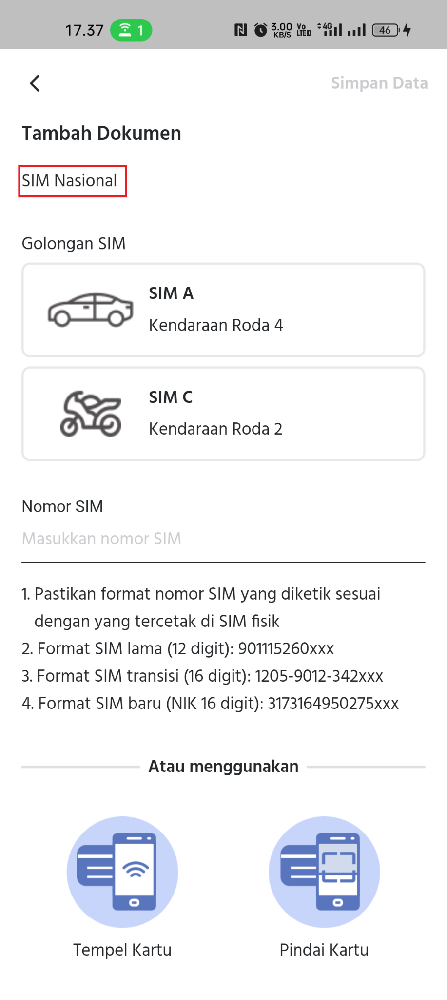 17.37 1 3.00 KB/S Vo LTE D 4G 46
Simpan Data
Tambah Dokumen
SIM Nasional
Golongan SIM
SIM A
Kendaraan Roda 4
SIM C
Kendaraan Roda 2
Nomor SIM
Masukkan nomor SIM
1. Pastikan format nomor SIM yang diketik sesuai
dengan yang tercetak di SIM fisik
2. Format SIM lama (12 digit): 901115260xxx
3. Format SIM transisi (16 digit): 1205-9012-342xxx
4. Format SIM baru (NIK 16 digit): 3173164950275xxx
Atau menggunakan
Tempel Kartu
Pindai Kartu